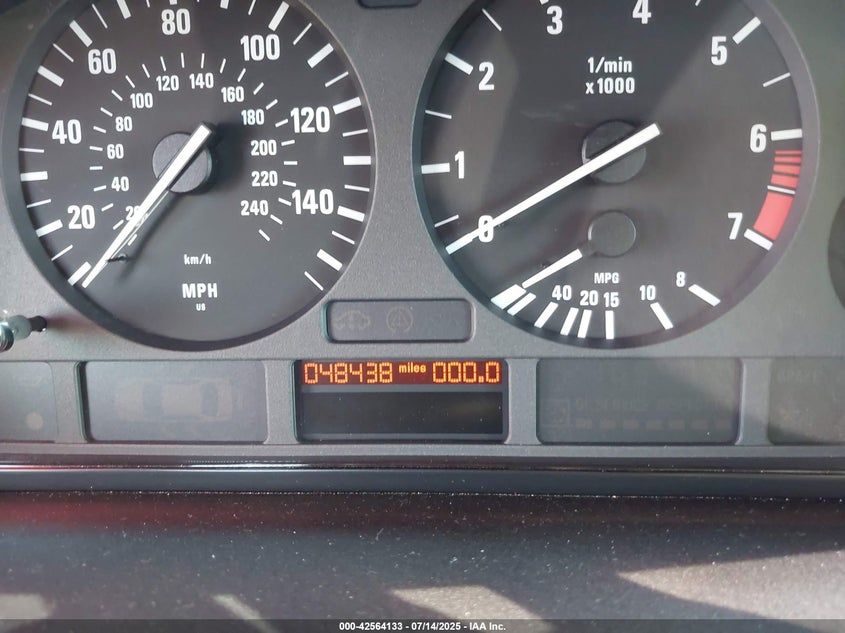 20 40 60 80 100 120 140
20 40 60 80 100 120 140 160 180 200 220 240
km/h
MPH
US
0 1 2 3 4 5 6 7
1/min
x 1000
MPG
40 20 15 10 8
048438 miles 000.0
000-42564133 - 07/14/2025 - IAA Inc.